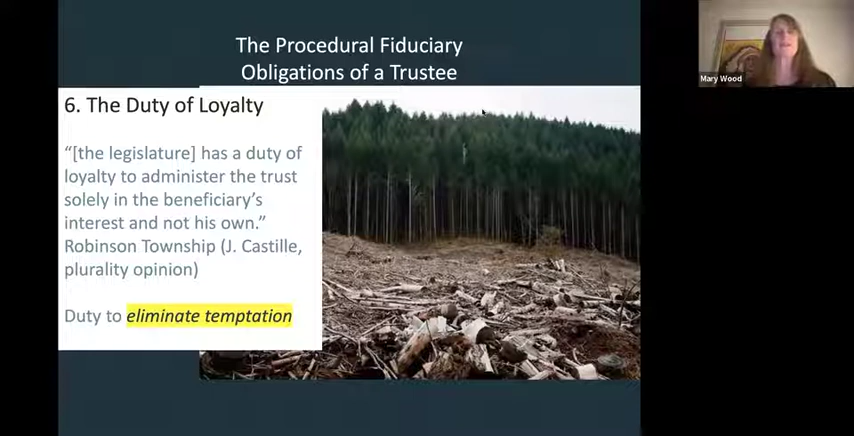 The Procedural Fiduciary
Obligations of a Trustee
6. The Duty of Loyalty
“[the legislature] has a duty of
loyalty to administer the trust
solely in the beneficiary’s
interest and not his own.”
Robinson Township (J. Castille,
plurality opinion)
Duty to eliminate temptation
Mary Wood